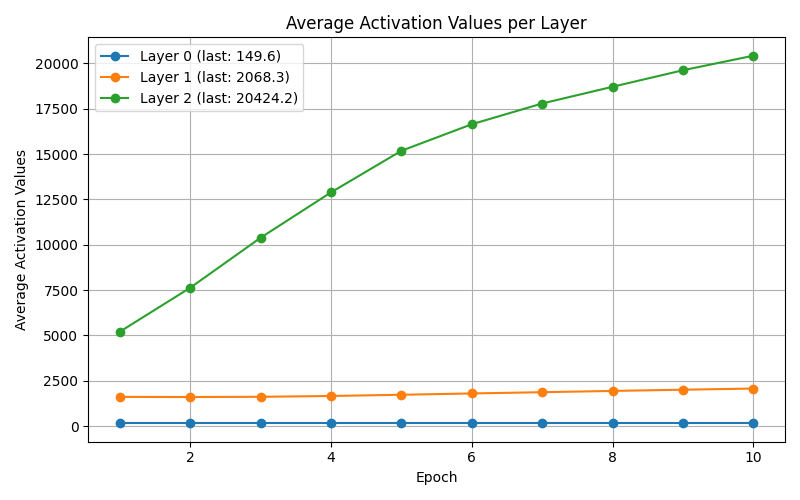 Average Activation Values per Layer
Layer 0 (last: 149.6)
Layer 1 (last: 2068.3)
Layer 2 (last: 20424.2)
Average Activation Values
20000
17500
15000
12500
10000
7500
5000
2500
0
2 4 6 8 10
Epoch